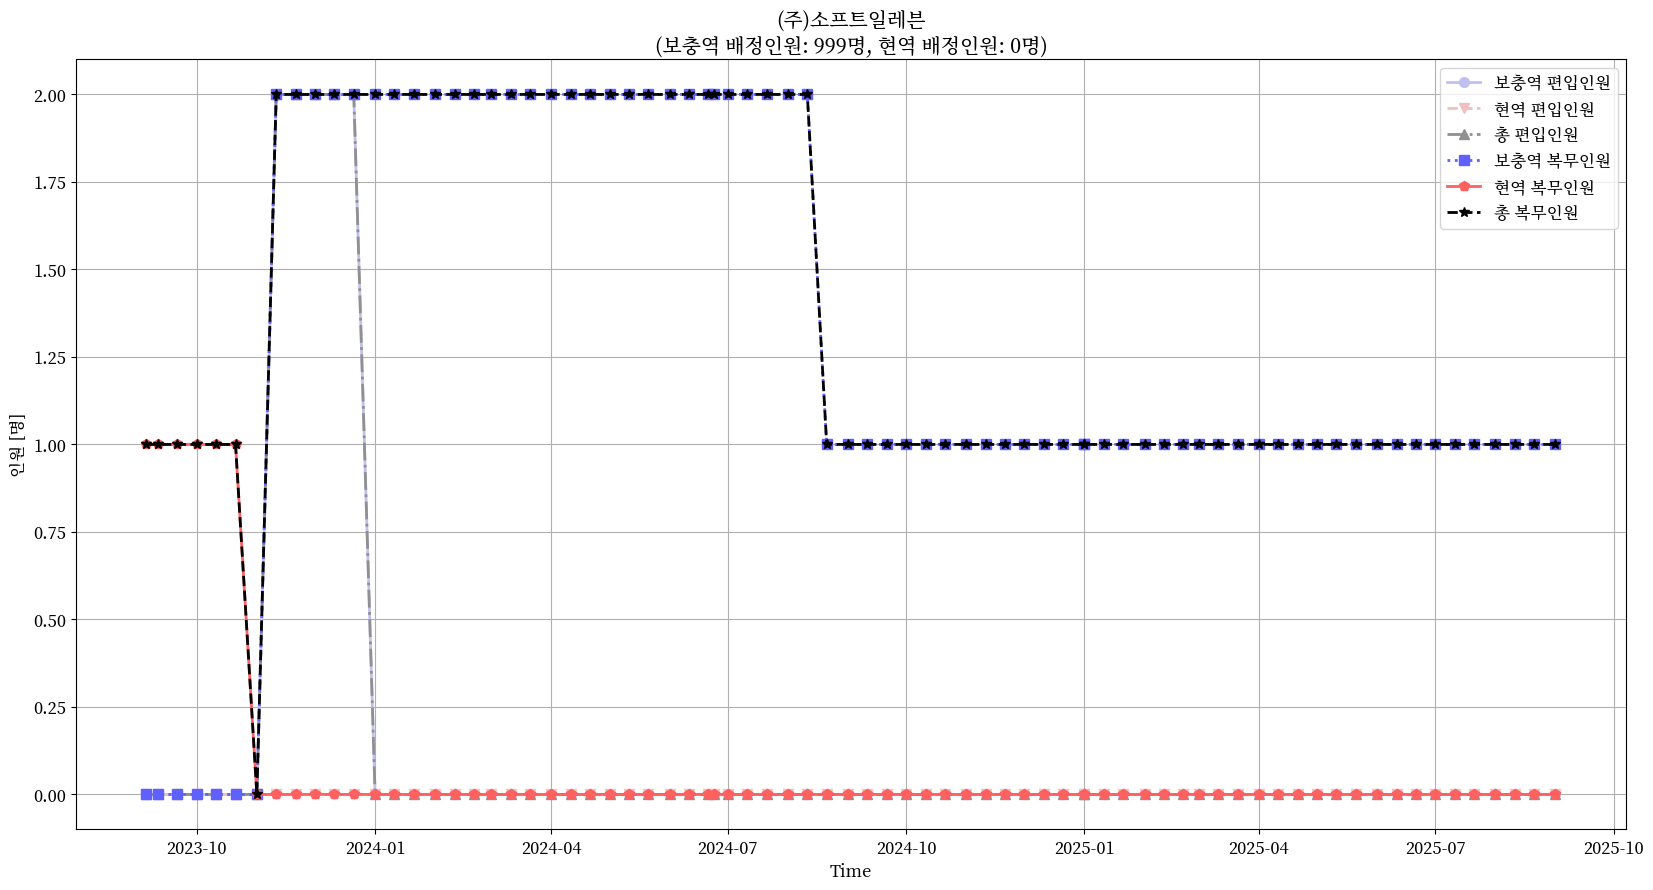 (주)소프트일레븐
(보충역 배정인원: 999명, 현역 배정인원: 0명)
보충역 편입인원
현역 편입인원
총 편입인원
보충역 복무인원
현역 복무인원
총 복무인원
인원 [명]
2.00
1.75
1.50
1.25
1.00
0.75
0.50
0.25
0.00
2023-10
2024-01
2024-04
2024-07
2024-10
2025-01
2025-04
2025-07
2025-10
Time